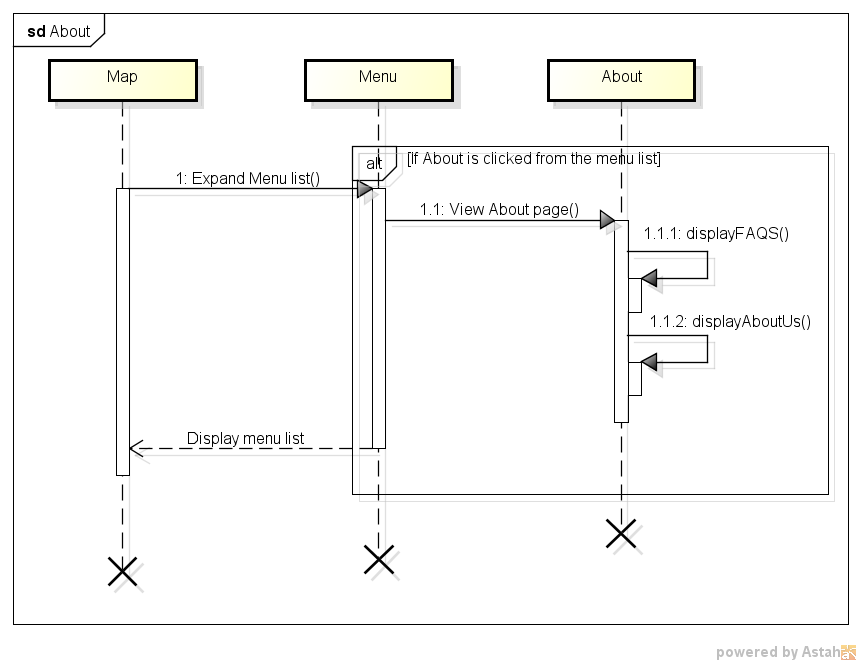 sd About
Map
Menu
About
alt
[If About is clicked from the menu list]
1: Expand Menu list()
1.1: View About page()
1.1.1: displayFAQS()
1.1.2: displayAboutUs()
Display menu list
powered by Astah